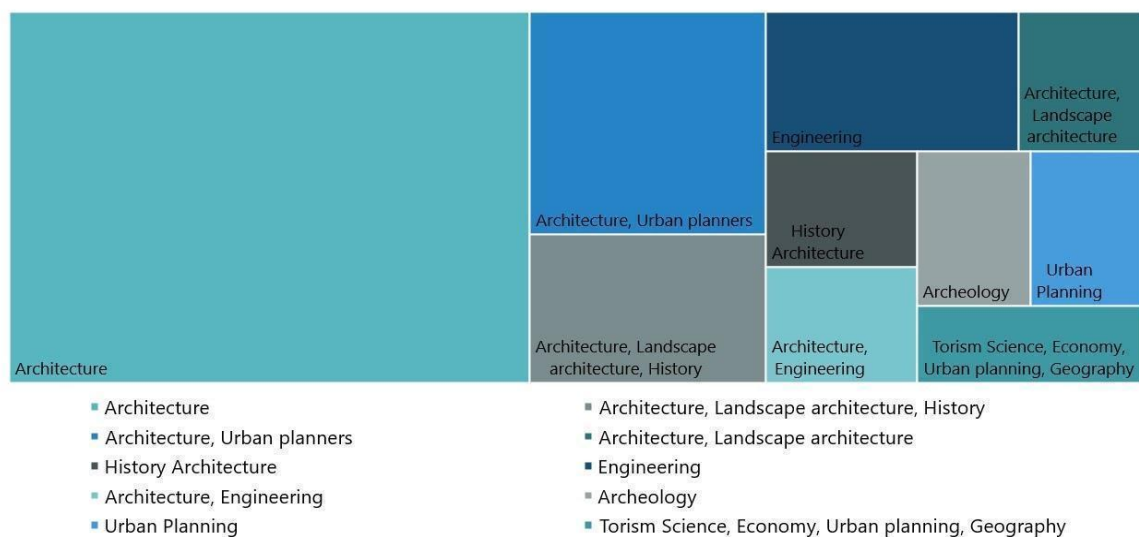 Architecture
Architecture, Urban planners
Architecture, Landscape
architecture, History
Engineering
Architecture,
Landscape
architecture
History
Architecture
Archeology
Urban
Planning
Architecture,
Engineering
Torism Science, Economy,
Urban planning, Geography
Architecture
Architecture, Urban planners
History Architecture
Architecture, Engineering
Urban Planning
Architecture, Landscape architecture, History
Architecture, Landscape architecture
Engineering
Archeology
Torism Science, Economy, Urban planning, Geography